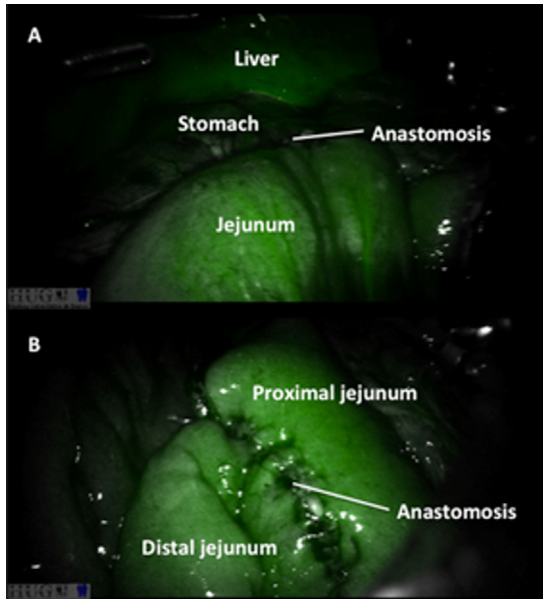 A
Liver
Stomach
Anastomosis
Jejunum
B
Proximal jejunum
Anastomosis
Distal jejunum